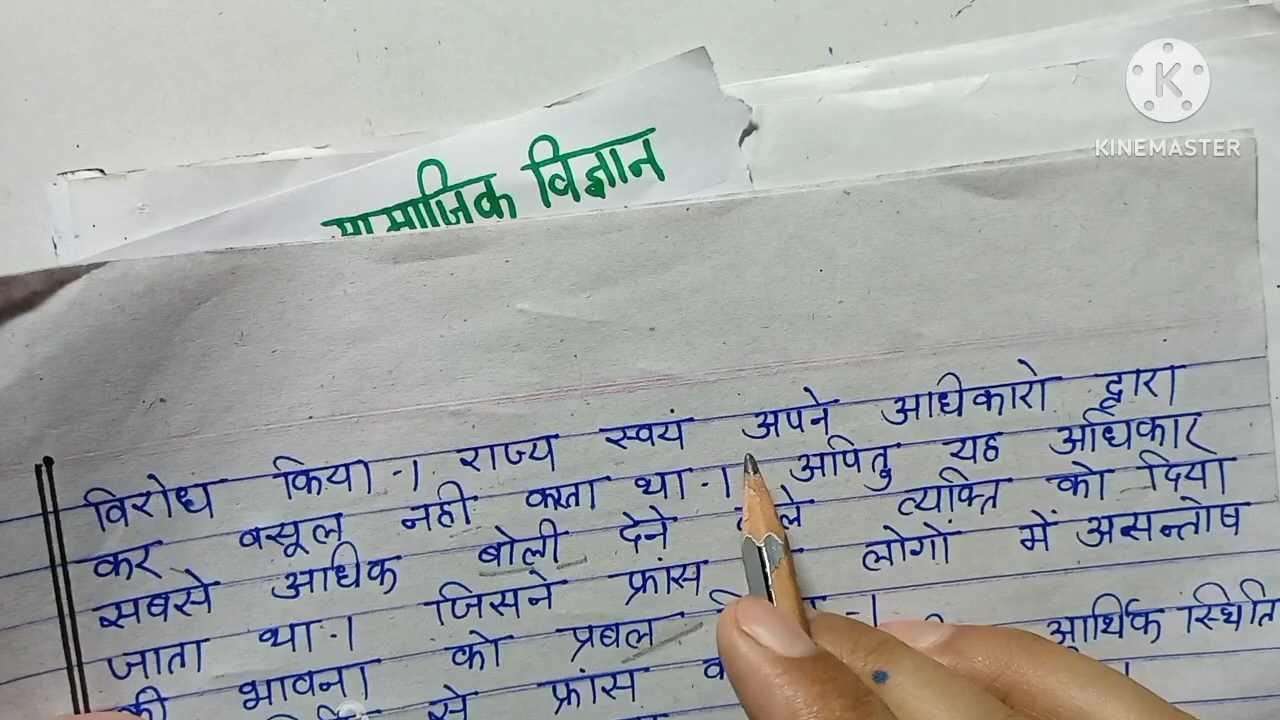 KINEMASTER
सामाजिक विज्ञान
विरोध किया । राज्य स्वयं अपने अधिकारो द्वारा
कर वसूल नही करता था । अपितु यह अधिकार
सबसे अधिक बोली देने व्यक्ति को दिया
जाता था । जिसने फ्रांस लोगों में असन्तोष
की भावना को प्रबल ।
से फ्रांस आर्थिक स्थिति